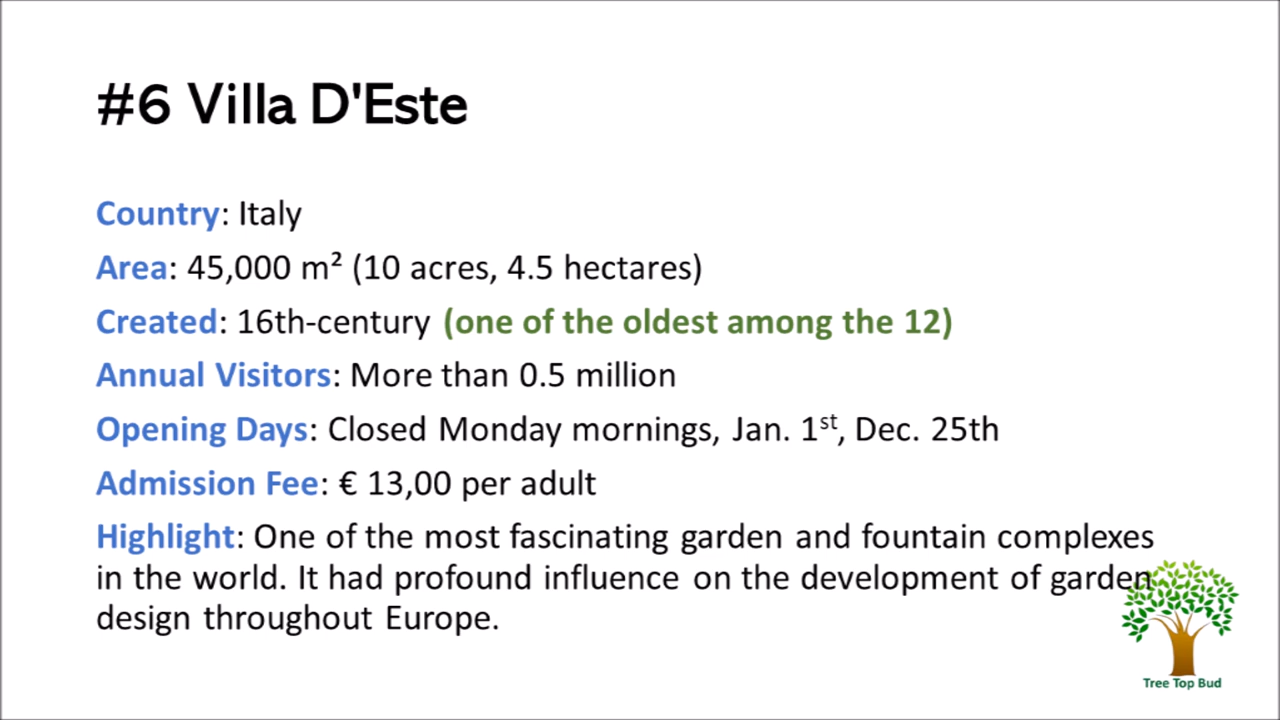 #6 Villa D'Este
Country: Italy
Area: 45,000 m² (10 acres, 4.5 hectares)
Created: 16th-century (one of the oldest among the 12)
Annual Visitors: More than 0.5 million
Opening Days: Closed Monday mornings, Jan. 1st, Dec. 25th
Admission Fee: € 13,00 per adult
Highlight: One of the most fascinating garden and fountain complexes
in the world. It had profound influence on the development of garden
design throughout Europe.
Tree Top Bud